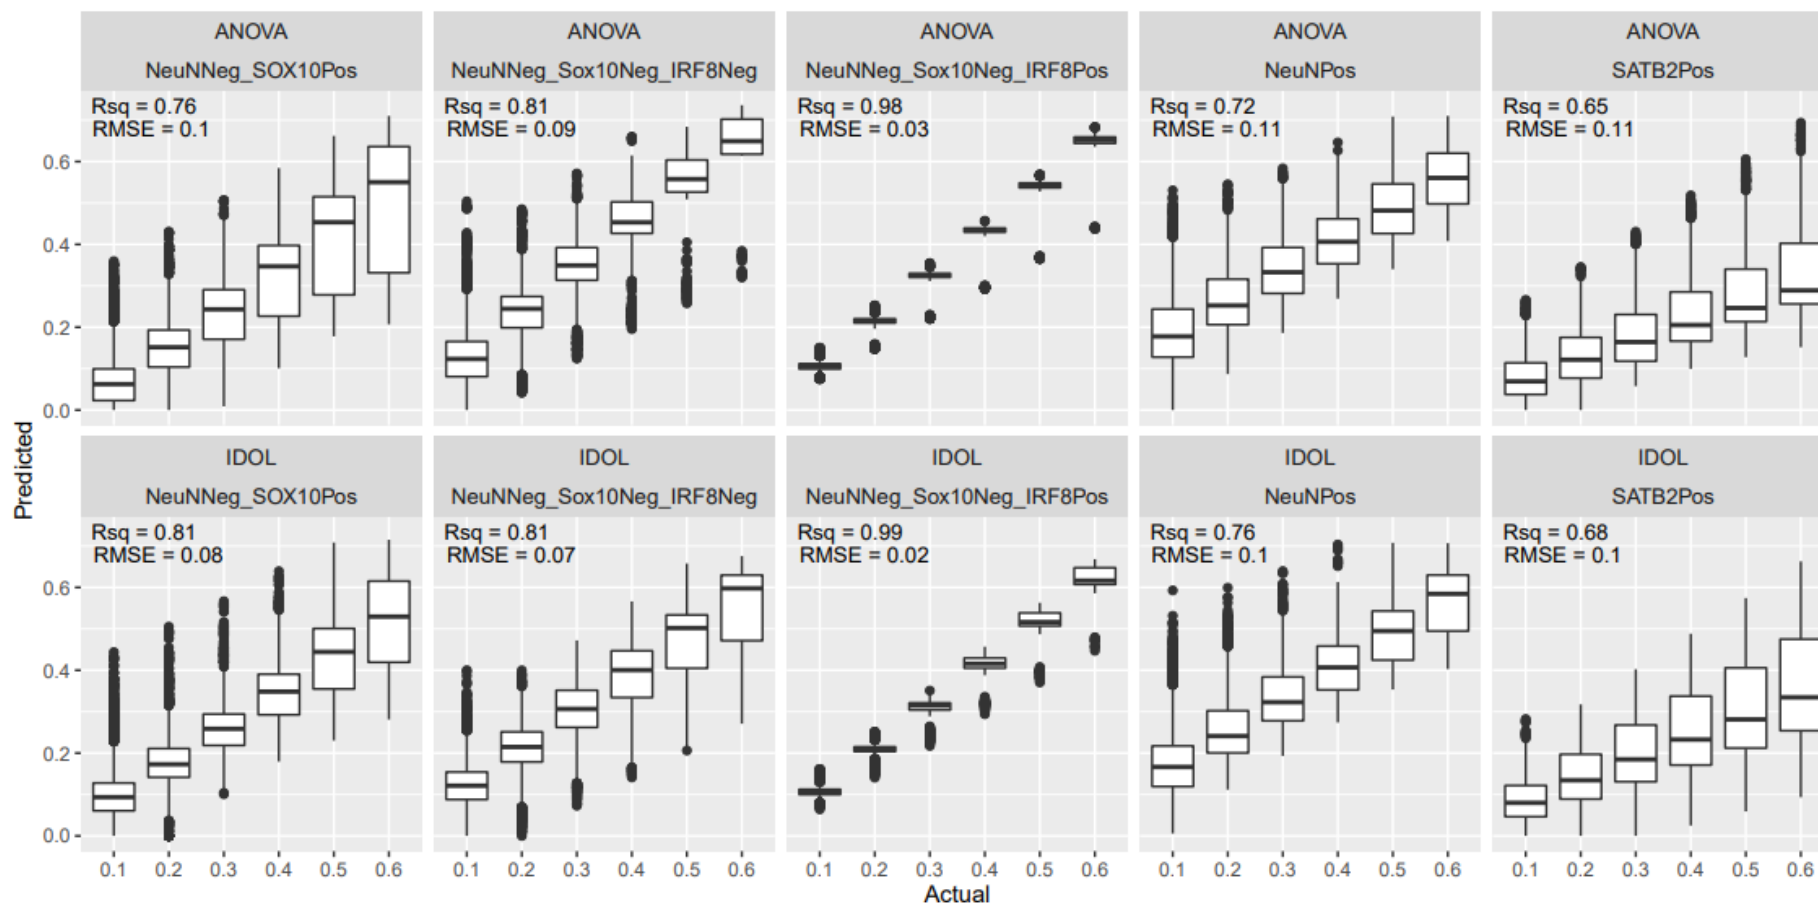 ANOVA
NeuNNeg_SOX10Pos
Rsq = 0.76
RMSE = 0.1
ANOVA
NeuNNeg_Sox10Neg_IRF8Neg
Rsq = 0.81
RMSE = 0.09
ANOVA
NeuNNeg_Sox10Neg_IRF8Pos
Rsq = 0.98
RMSE = 0.03
ANOVA
NeuNPos
Rsq = 0.72
RMSE = 0.11
ANOVA
SATB2Pos
Rsq = 0.65
RMSE = 0.11
0.6
0.4
0.2
0.0
Predicted
IDOL
NeuNNeg_SOX10Pos
Rsq = 0.81
RMSE = 0.08
IDOL
NeuNNeg_Sox10Neg_IRF8Neg
Rsq = 0.81
RMSE = 0.07
IDOL
NeuNNeg_Sox10Neg_IRF8Pos
Rsq = 0.99
RMSE = 0.02
IDOL
NeuNPos
Rsq = 0.76
RMSE = 0.1
IDOL
SATB2Pos
Rsq = 0.68
RMSE = 0.1
0.6
0.4
0.2
0.0
0.1 0.2 0.3 0.4 0.5 0.6 0.1 0.2 0.3 0.4 0.5 0.6 0.1 0.2 0.3 0.4 0.5 0.6 0.1 0.2 0.3 0.4 0.5 0.6 0.1 0.2 0.3 0.4 0.5 0.6
Actual